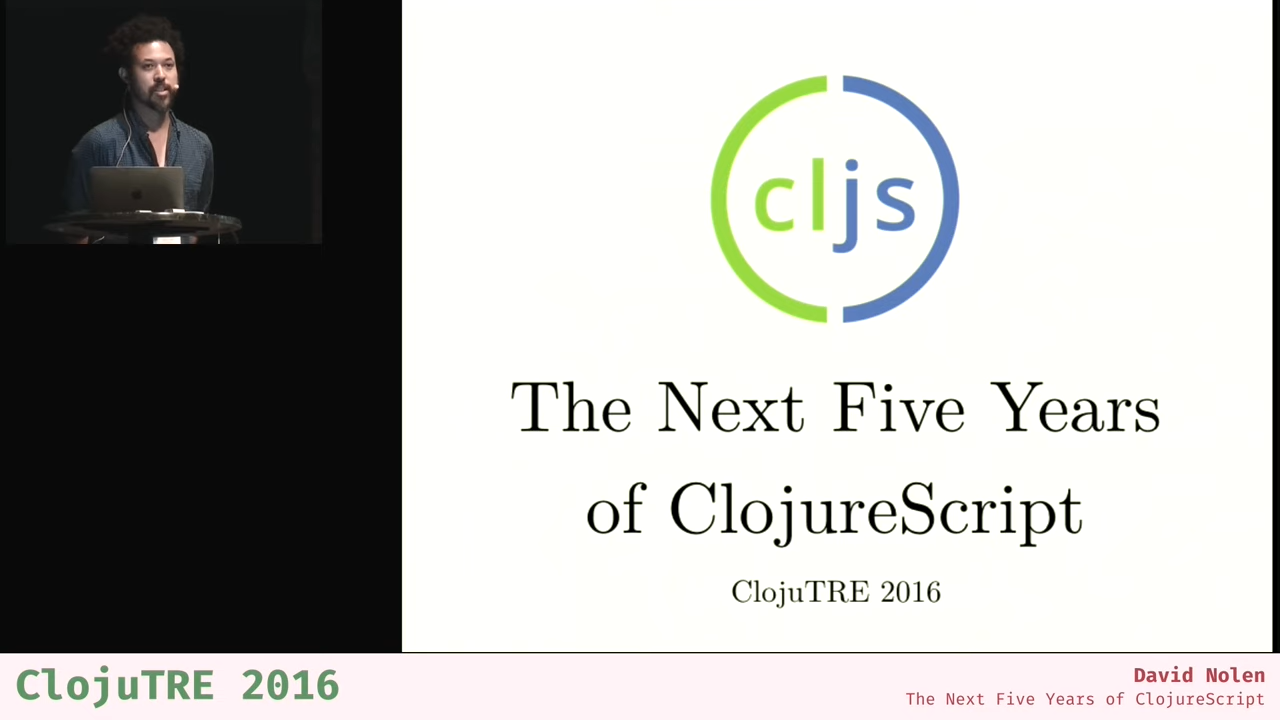 cljs
The Next Five Years
of ClojureScript
ClojuTRE 2016
ClojuTRE 2016
David Nolen
The Next Five Years of ClojureScript